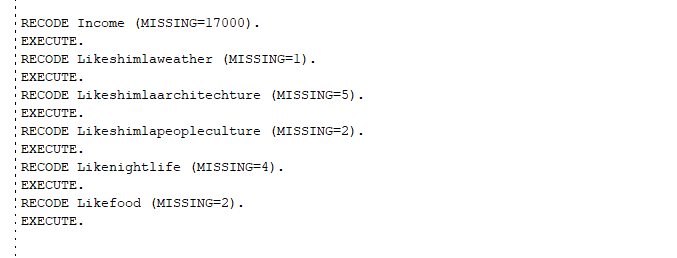 RECODE Income (MISSING=17000).
EXECUTE.
RECODE Likeshimlaweather (MISSING=1).
EXECUTE.
RECODE Likeshimlaarchitechture (MISSING=5).
EXECUTE.
RECODE Likeshimlapeopleculture (MISSING=2).
EXECUTE.
RECODE Likenightlife (MISSING=4).
EXECUTE.
RECODE Likefood (MISSING=2).
EXECUTE.